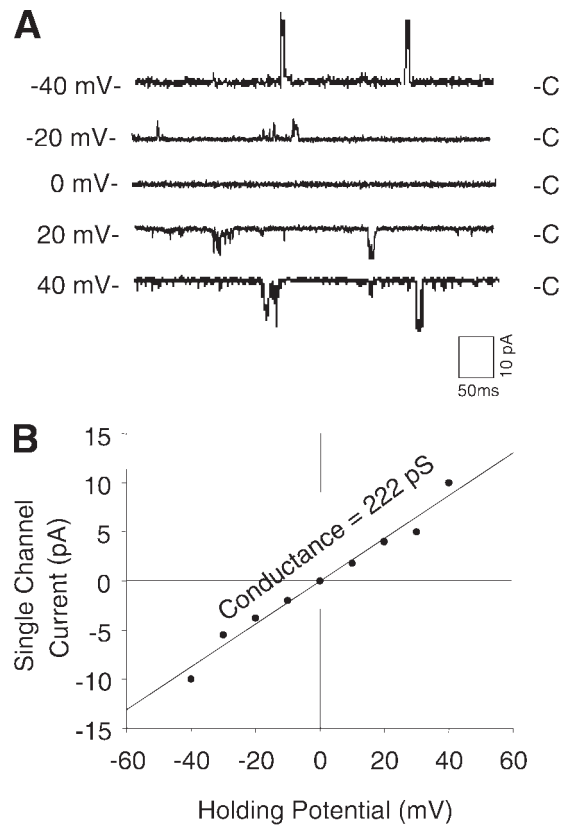 A
-40 mV- -C
-20 mV- -C
0 mV- -C
20 mV- -C
40 mV- -C
10 pA
50ms
B
Single Channel
Current (pA)
15
10
5
0
-5
-10
-15
Conductance = 222 pS
-60 -40 -20 0 20 40 60
Holding Potential (mV)